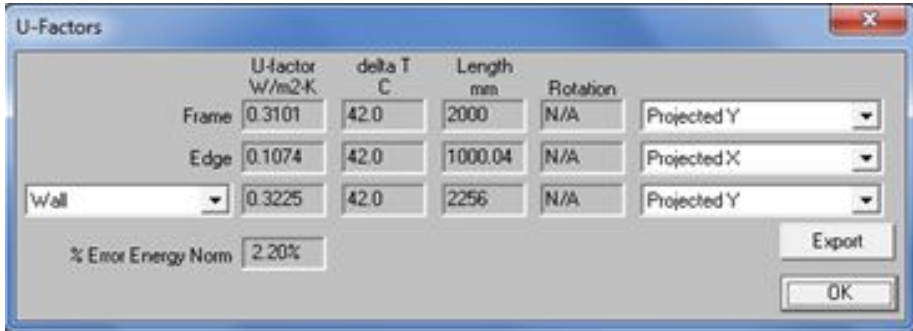 U-Factors
U-factor delta T Length
W/m2-K C mm Rotation
Frame 0.3101 42.0 2000 N/A Projected Y
Edge 0.1074 42.0 1000.04 N/A Projected X
Wall 0.3225 42.0 2256 N/A Projected Y
% Error Energy Norm 2.20% Export
OK